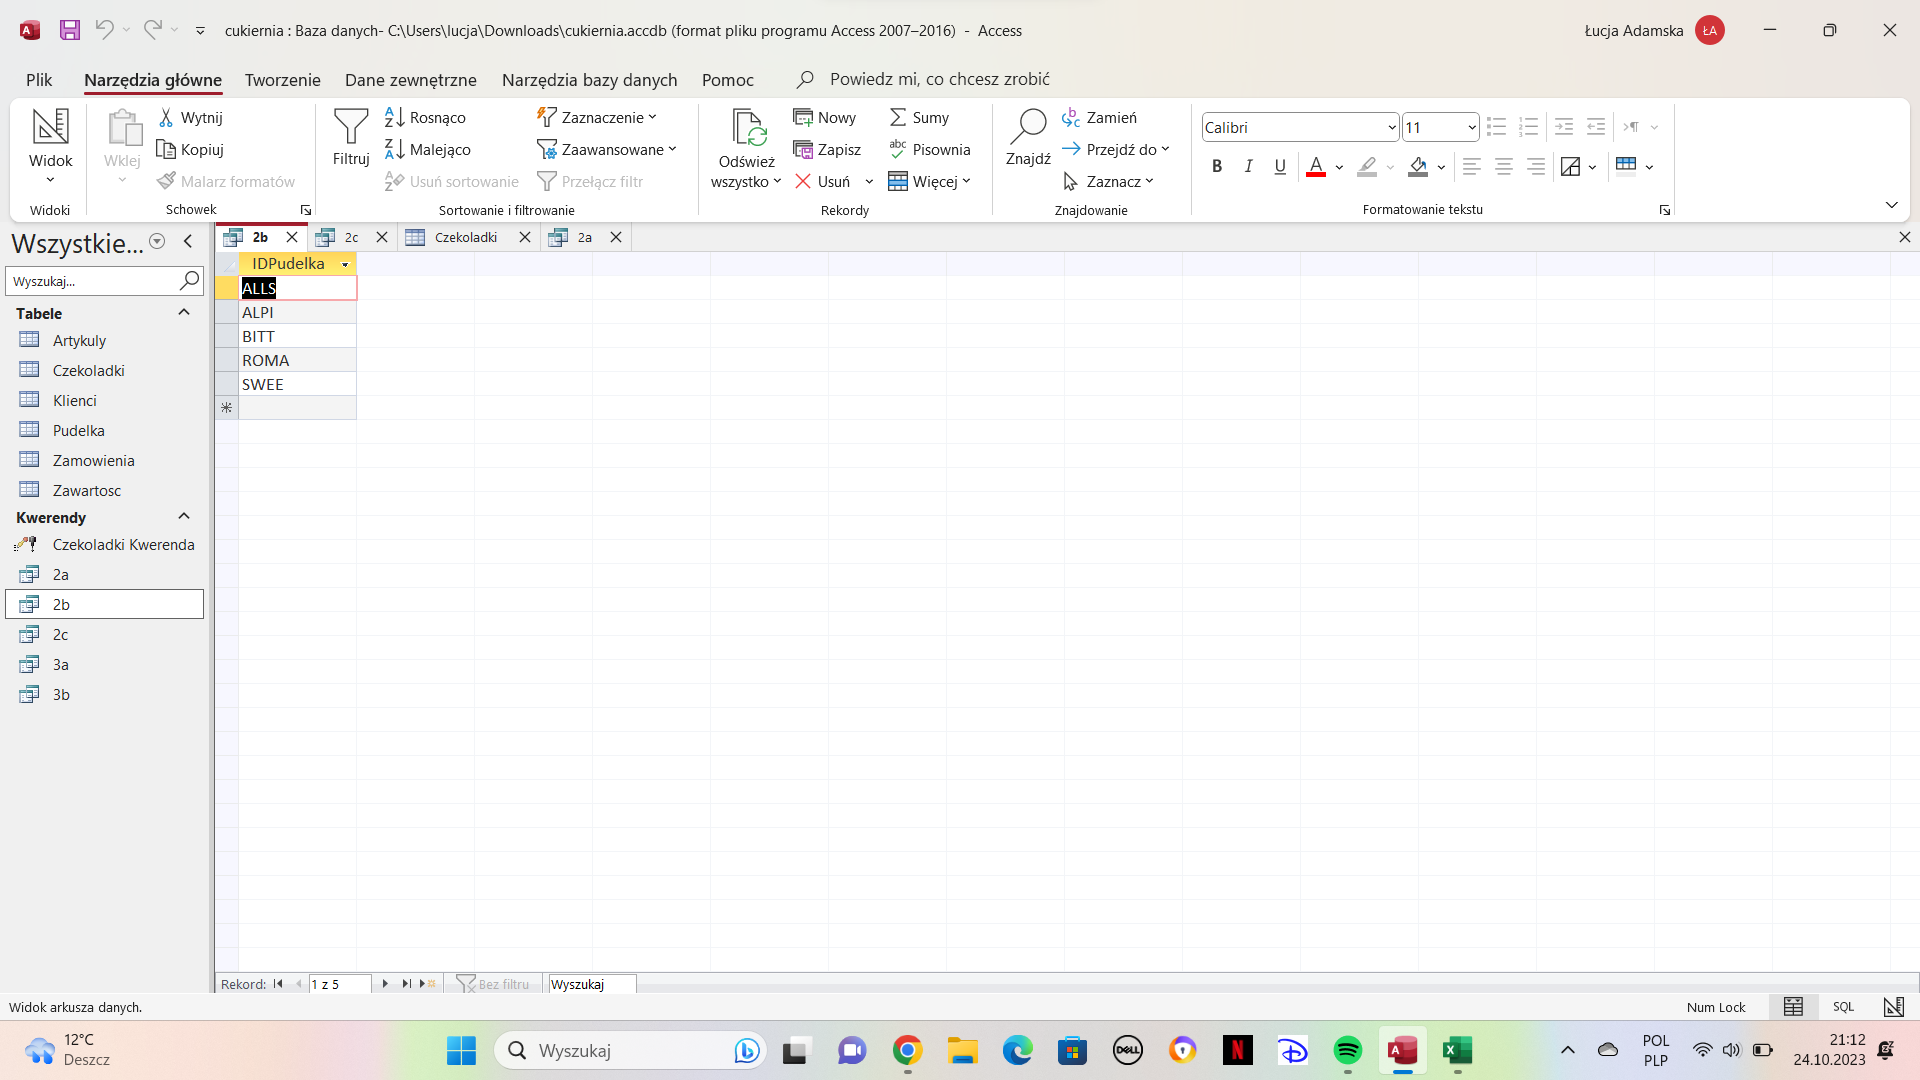 cukiernia : Baza danych- C:\Users\lucja\Downloads\cukiernia.accdb (format pliku programu Access 2007–2016) - Access
Łucja Adamska ŁA
Plik Narzędzia główne Tworzenie Dane zewnętrzne Narzędzia bazy danych Pomoc Powiedz mi, co chcesz zrobić
Widok
Widoki
Wklej
Wytnij
Kopiuj
Malarz formatów
Schowek
Filtruj
Rosnąco
Malejąco
Usuń sortowanie
Zaznaczenie
Zaawansowane
Przełącz filtr
Sortowanie i filtrowanie
Odśwież
wszystko
Nowy
Zapisz
Usuń
Sumy
Pisownia
Więcej
Rekordy
Znajdź
Zamień
Przejdź do
Zaznacz
Znajdowanie
Calibri 11
B I U A
Formatowanie tekstu
Wszystkie...
Wyszukaj...
Tabele
Artykuly
Czekoladki
Klienci
Pudelka
Zamowienia
Zawartosc
Kwerendy
Czekoladki Kwerenda
2a
2b
2c
3a
3b
2b 2c Czekoladki 2a
IDPudelka
ALLS
ALPI
BITT
ROMA
SWEE
Rekord: 1 z 5 Bez filtru Wyszukaj
Widok arkusza danych.
Num Lock SQL
12°C
Deszcz
Wyszukaj
DELL
N
POL
PLP
21:12
24.10.2023